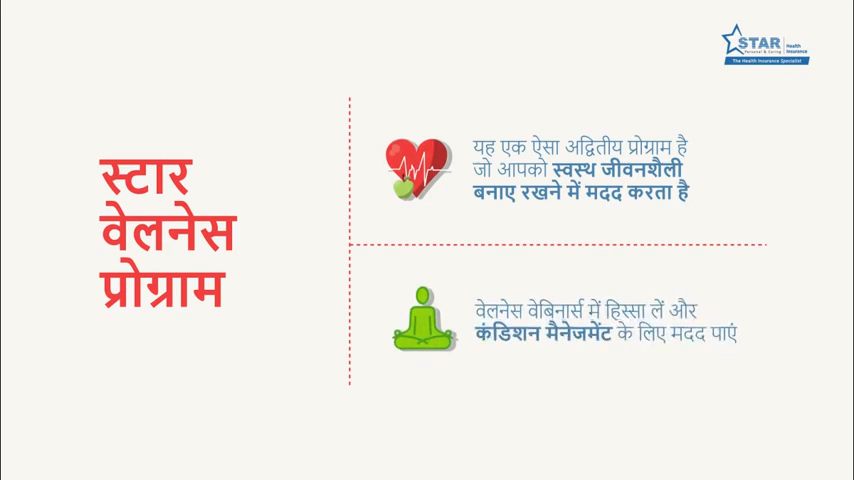 STAR
Health
Insurance
Personal & Caring
The Health Insurance Specialist
स्टार
वेलनेस
प्रोग्राम
यह एक ऐसा अद्वितीय प्रोग्राम है
जो आपको स्वस्थ जीवनशैली
बनाए रखने में मदद करता है
वेलनेस वेबिनार्स में हिस्सा लें और
कंडिशन मैनेजमेंट के लिए मदद पाएं